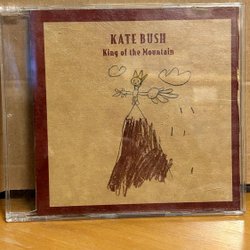 KATE BUSH
King of the Mountain